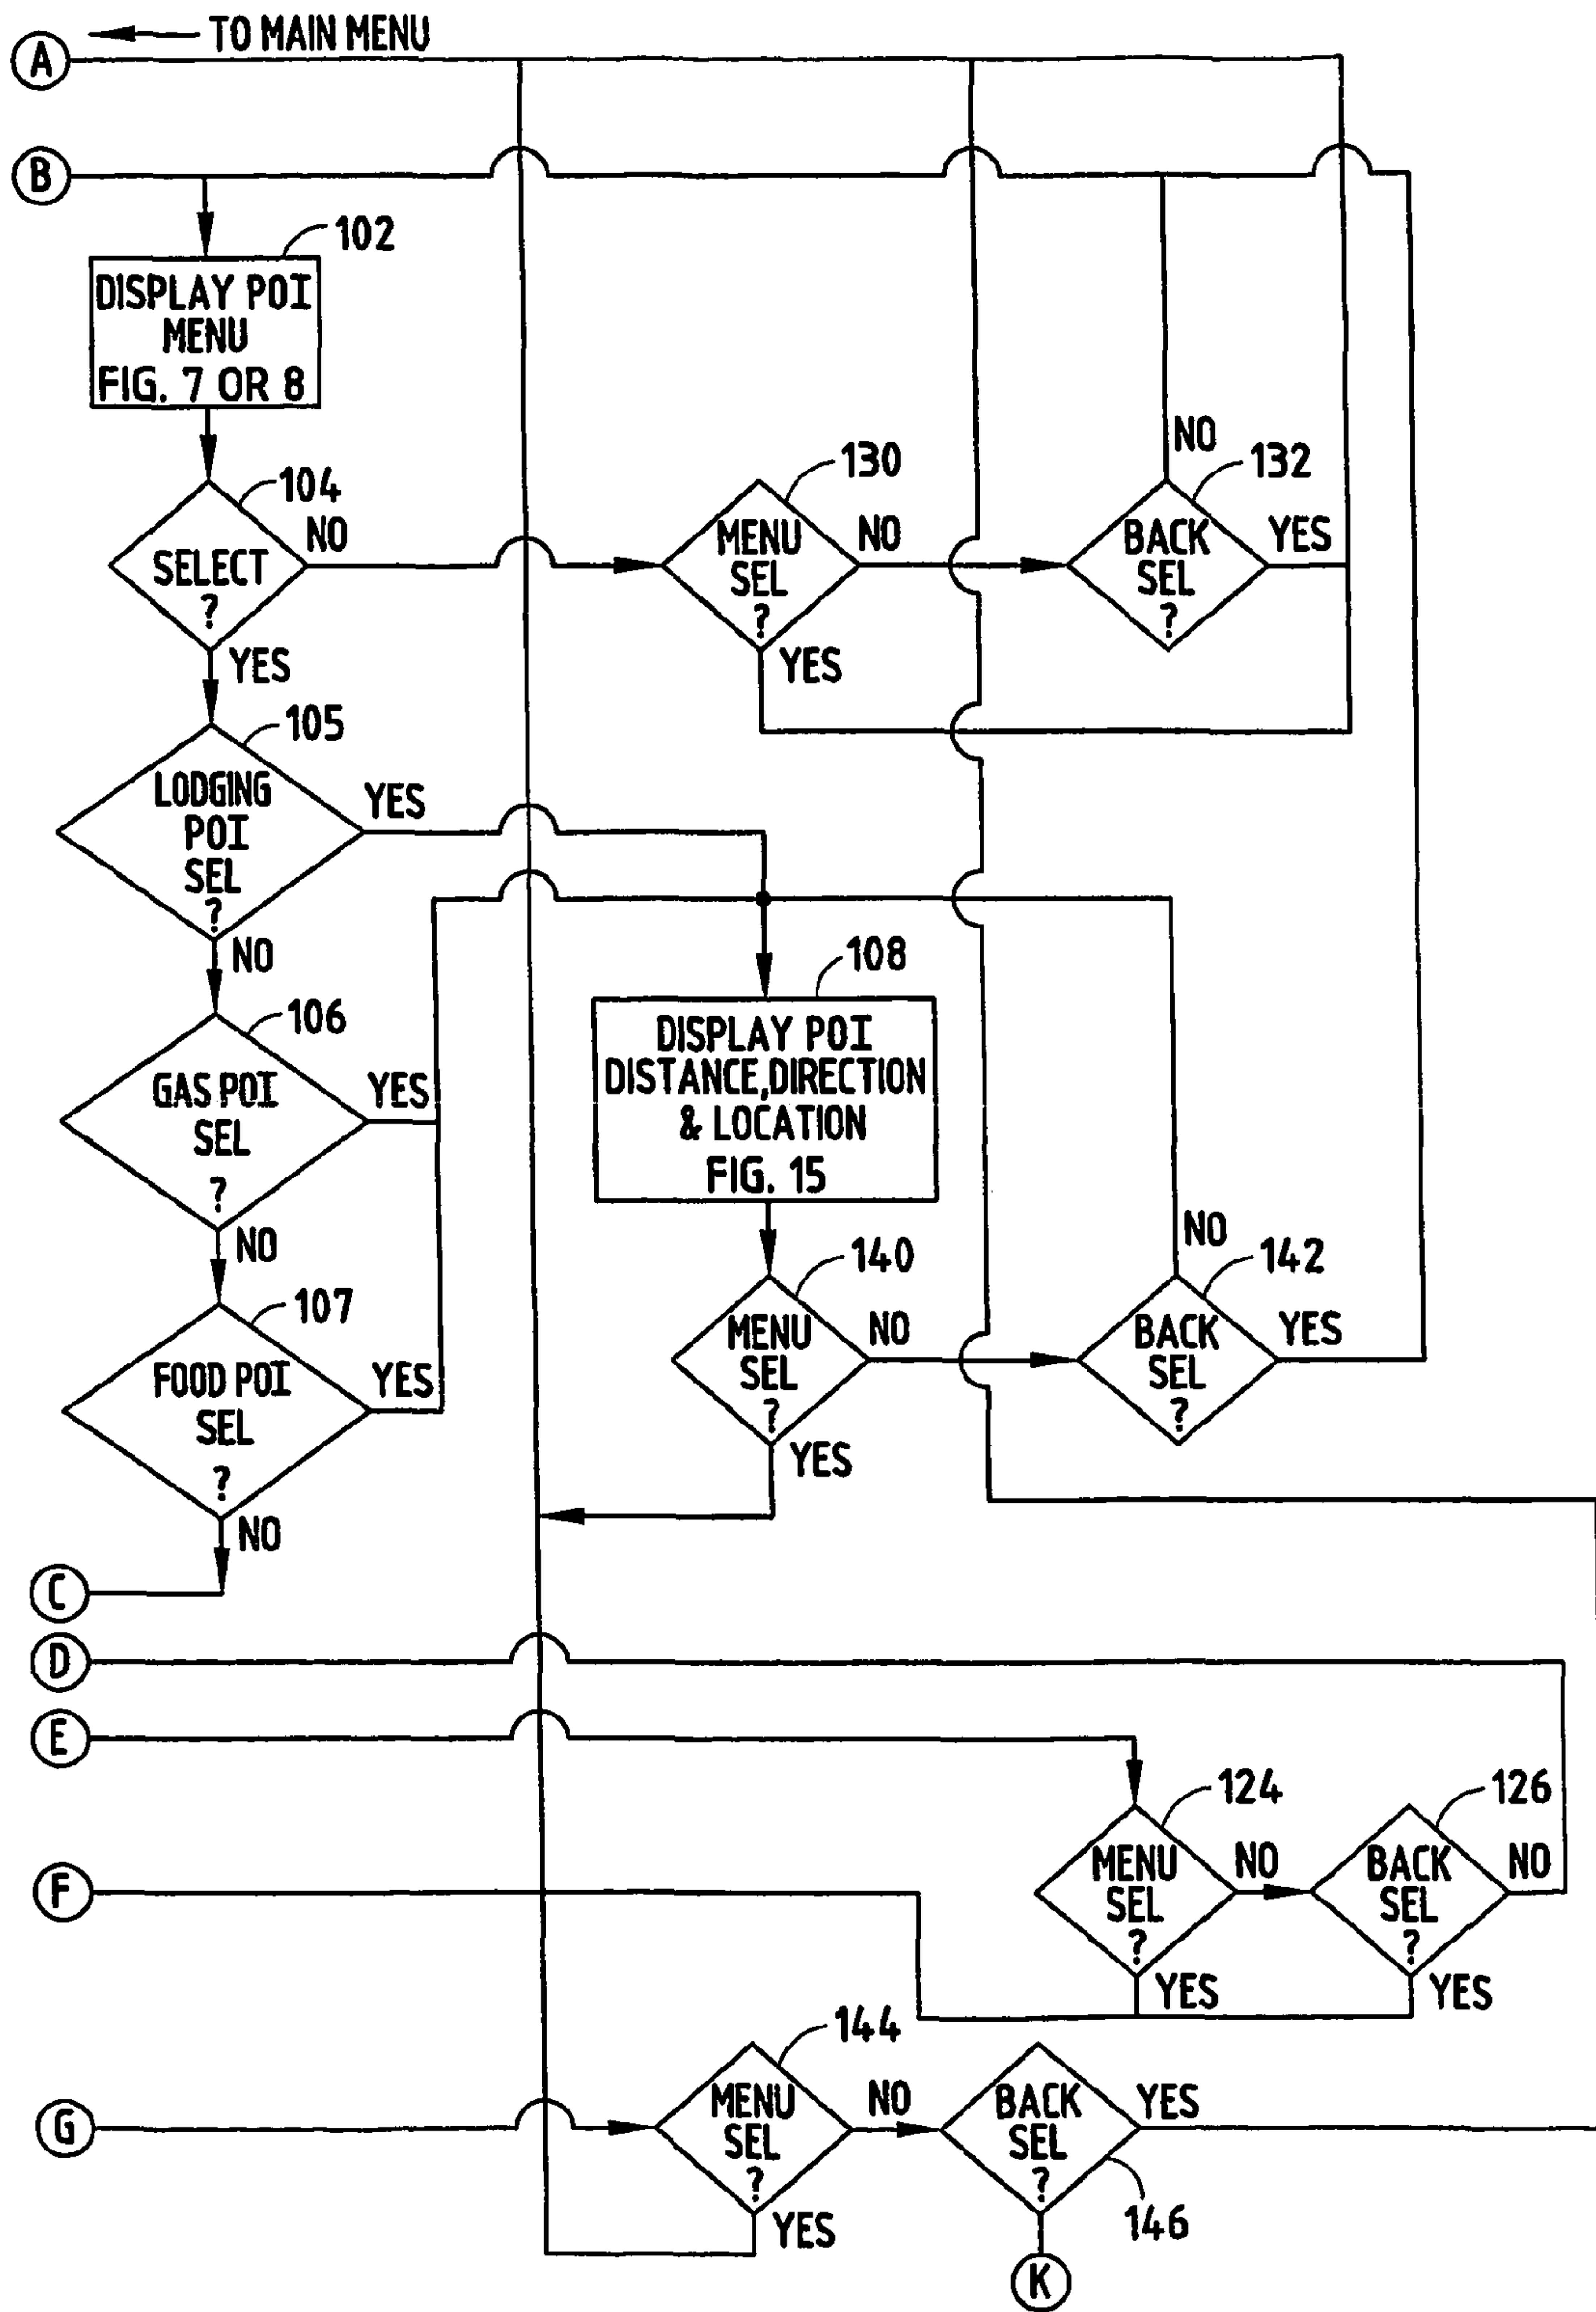 TO MAIN MENU
A
B
102
DISPLAY POI
MENU
FIG. 7 OR 8
104
SELECT
?
NO
YES
130
MENU
SEL
?
NO
YES
132
BACK
SEL
?
NO
YES
105
LODGING
POI
SEL
?
YES
NO
106
GAS POI
SEL
?
YES
NO
107
FOOD POI
SEL
?
YES
NO
108
DISPLAY POI
DISTANCE,DIRECTION
& LOCATION
FIG. 15
140
MENU
SEL
?
NO
YES
142
BACK
SEL
?
NO
YES
C
D
E
124
MENU
SEL
?
NO
YES
126
BACK
SEL
?
NO
YES
F
G
144
MENU
SEL
?
NO
YES
BACK
SEL
?
YES
146
K